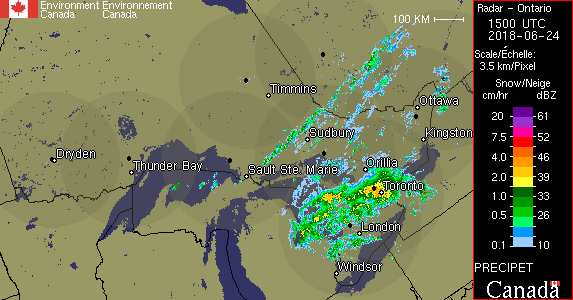 Environment Environnement
Canada Canada
100 KM
Timmins
Ottawa
Sudbury
Kingston
Dryden
Thunder Bay
Orillia
Sault Ste. Marie
Toronto
London
Windsor
Radar - Ontario
1500 UTC
2018-06-24
Scale/Échelle:
3.5 km/Pixel
Snow/Neige
cm/hr dBZ
20 61
7.5 52
4.0 46
2.0 39
1.0 33
0.5 26
0.1 10
PRECIPET
Canada